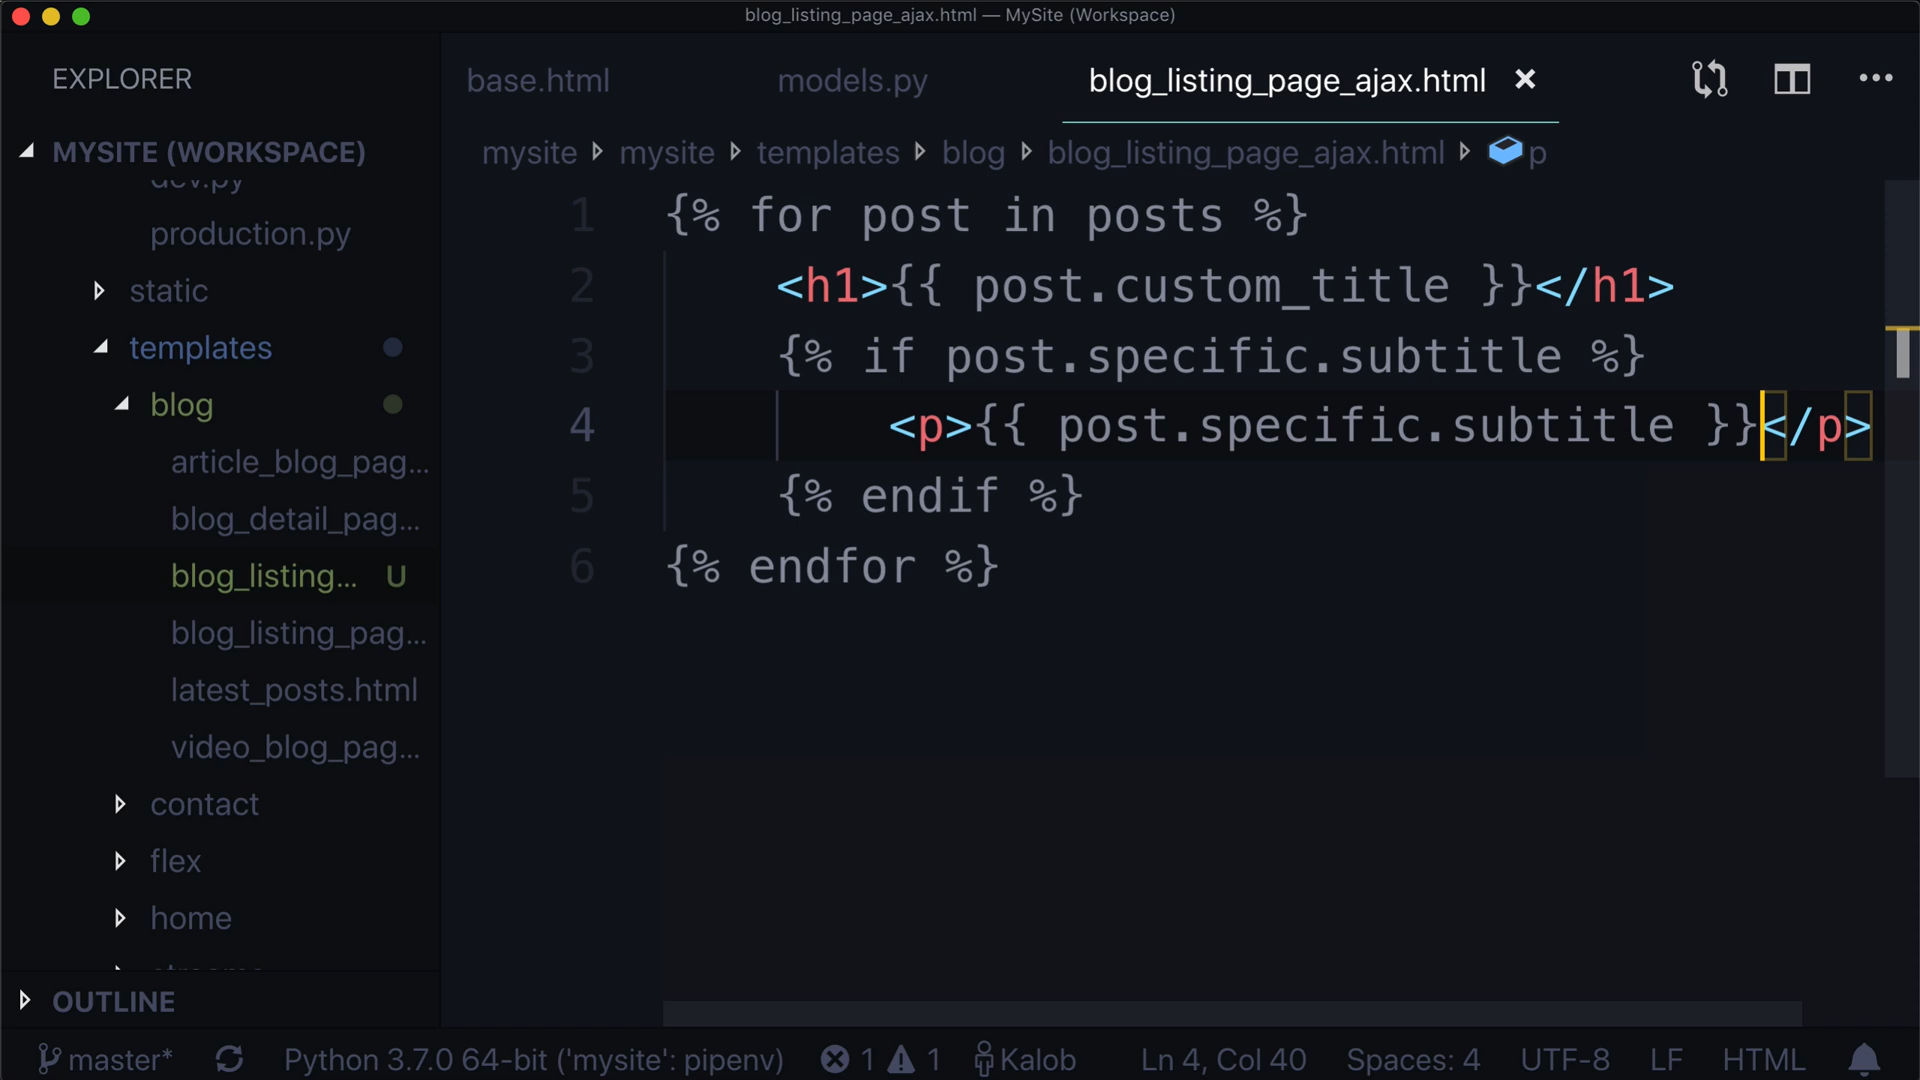 blog_listing_page_ajax.html — MySite (Workspace)
EXPLORER
base.html
models.py
blog_listing_page_ajax.html
MYSITE (WORKSPACE)
mysite mysite templates blog blog_listing_page_ajax.html p
dev.py
production.py
static
templates
blog
article_blog_pag...
blog_detail_pag...
blog_listing... U
blog_listing_pag...
latest_posts.html
video_blog_pag...
contact
flex
home
OUTLINE
1 {% for post in posts %}
2 <h1>{{ post.custom_title }}</h1>
3 {% if post.specific.subtitle %}
4 <p>{{ post.specific.subtitle }}</p>
5 {% endif %}
6 {% endfor %}
master* Python 3.7.0 64-bit ('mysite': pipenv) 1 1 Kalob Ln 4, Col 40 Spaces: 4 UTF-8 LF HTML